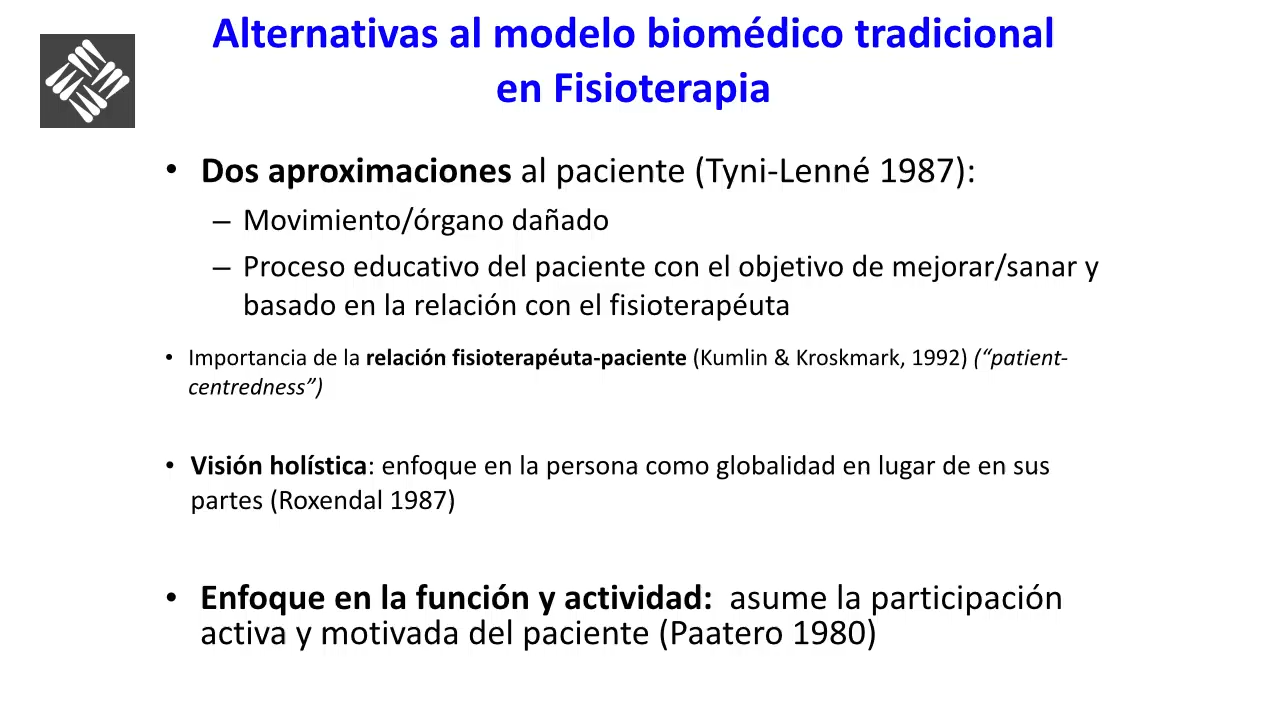 Alternativas al modelo biomédico tradicional
en Fisioterapia
• Dos aproximaciones al paciente (Tyni-Lenné 1987):
– Movimiento/órgano dañado
– Proceso educativo del paciente con el objetivo de mejorar/sanar y
basado en la relación con el fisioterapéuta
• Importancia de la relación fisioterapéuta-paciente (Kumlin & Kroskmark, 1992) (“patient-
centredness”)
• Visión holística: enfoque en la persona como globalidad en lugar de en sus
partes (Roxendal 1987)
• Enfoque en la función y actividad: asume la participación
activa y motivada del paciente (Paatero 1980)